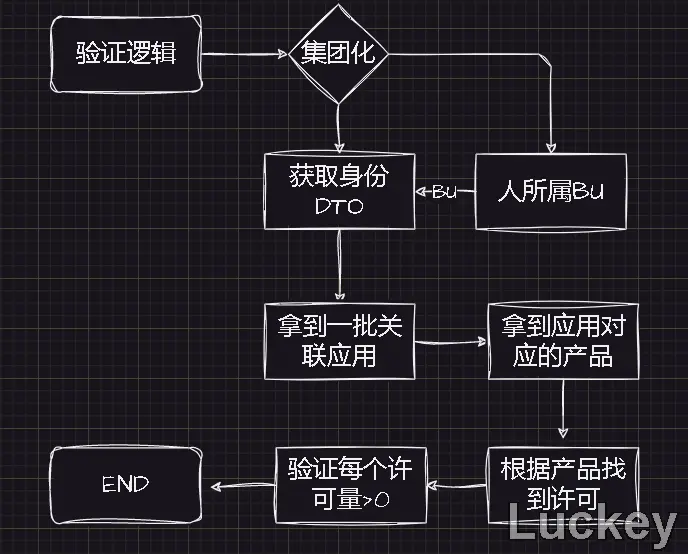 验证逻辑
集团化
获取身份
DTO
BU
人所属BU
拿到一批关
联应用
拿到应用对
应的产品
END
验证每个许
可量>0
根据产品找
到许可
Luckey